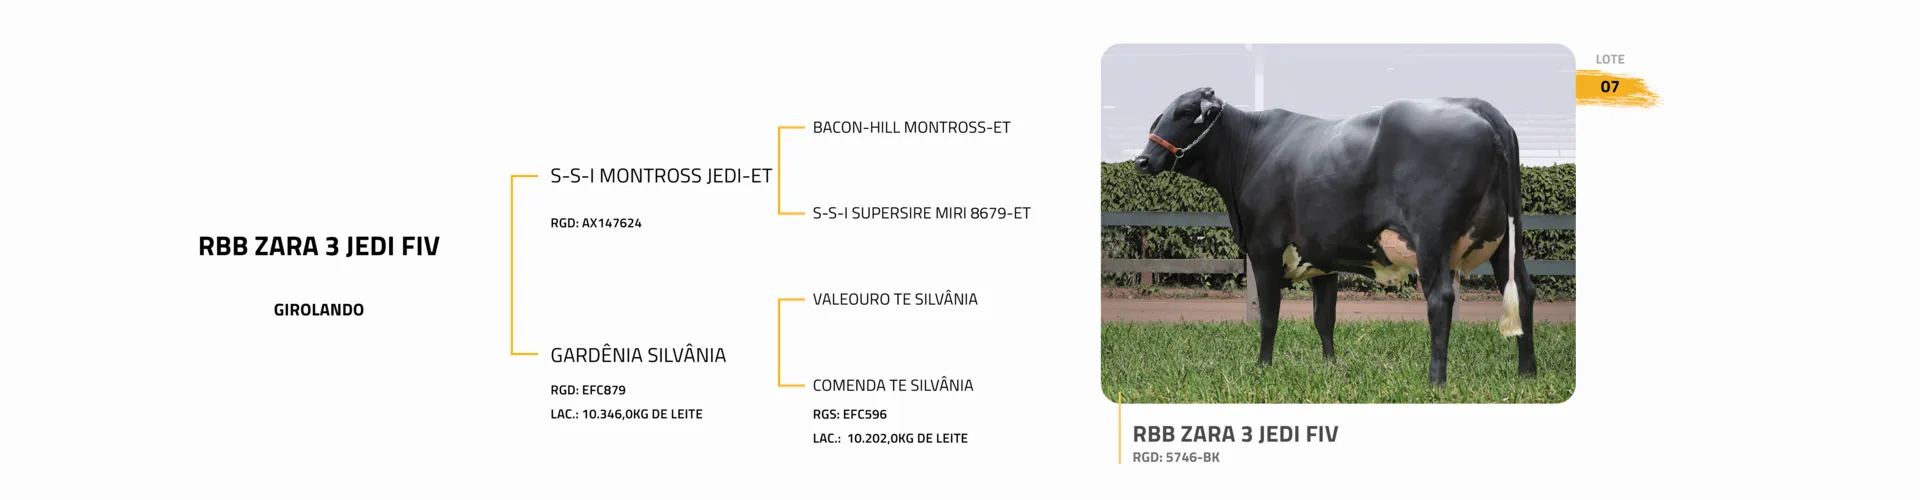 RBB ZARA 3 JEDI FIV
GIROLANDO
S-S-I MONTROSS JEDI-ET
RGD: AX147624
GARDÊNIA SILVÂNIA
RGD: EFC879
LAC.: 10.346,0KG DE LEITE
BACON-HILL MONTROSS-ET
S-S-I SUPERSIRE MIRI 8679-ET
VALEOURO TE SILVÂNIA
COMENDA TE SILVÂNIA
RGS: EFC596
LAC.: 10.202,0KG DE LEITE
LOTE
07
RBB ZARA 3 JEDI FIV
RGD: 5746-BK